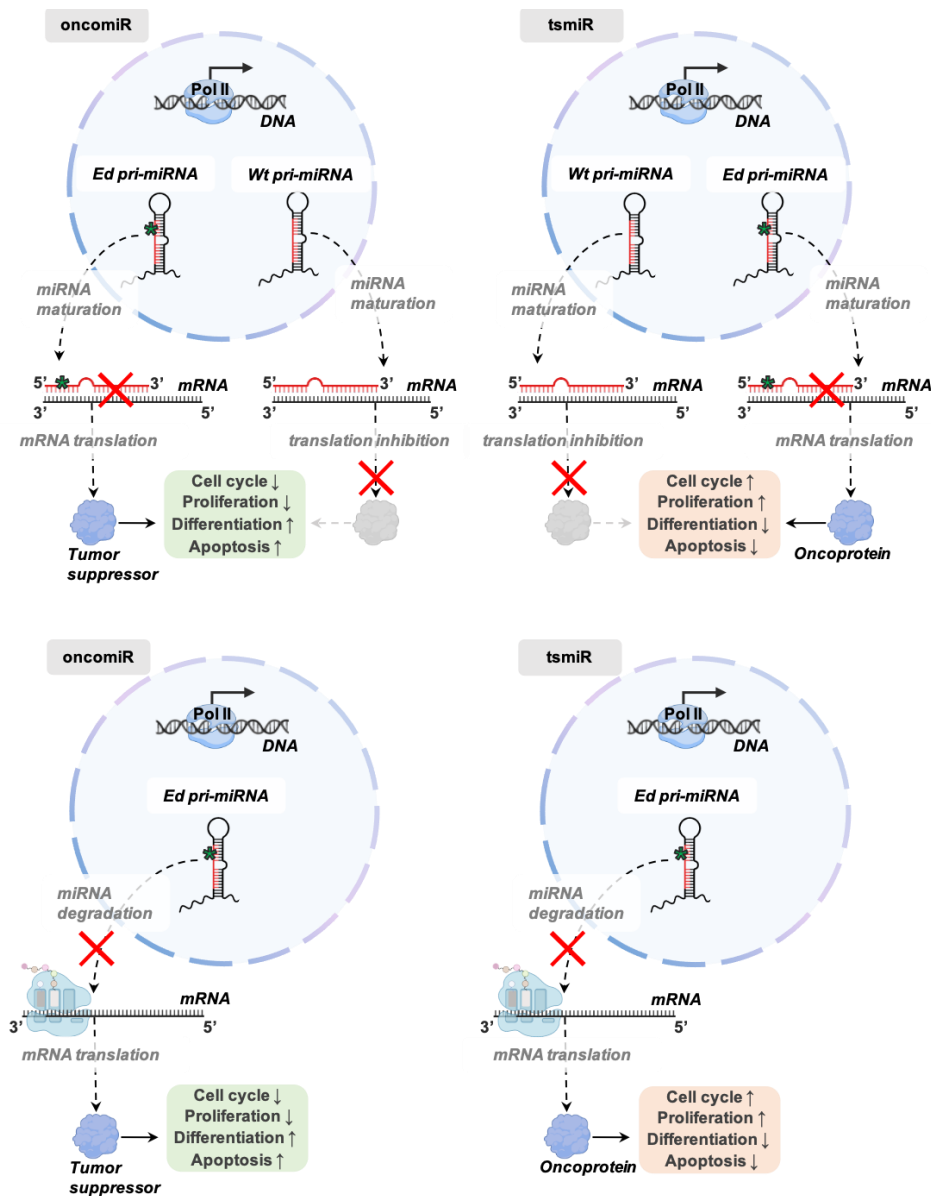 oncomiR
Pol II
DNA
Ed pri-miRNA
Wt pri-miRNA
miRNA
maturation
miRNA
maturation
5’
3’
mRNA
3’
5’
5’
3’
mRNA
3’
5’
mRNA translation
translation inhibition
Cell cycle ↓
Proliferation ↓
Differentiation ↑
Apoptosis ↑
Tumor
suppressor
tsmiR
Pol II
DNA
Wt pri-miRNA
Ed pri-miRNA
miRNA
maturation
miRNA
maturation
5’
3’
mRNA
3’
5’
5’
3’
mRNA
3’
5’
translation inhibition
mRNA translation
Cell cycle ↑
Proliferation ↑
Differentiation ↓
Apoptosis ↓
Oncoprotein
oncomiR
Pol II
DNA
Ed pri-miRNA
miRNA
degradation
mRNA
3’
5’
mRNA translation
Cell cycle ↓
Proliferation ↓
Differentiation ↑
Apoptosis ↑
Tumor
suppressor
tsmiR
Pol II
DNA
Ed pri-miRNA
miRNA
degradation
mRNA
3’
5’
mRNA translation
Cell cycle ↑
Proliferation ↑
Differentiation ↓
Apoptosis ↓
Oncoprotein